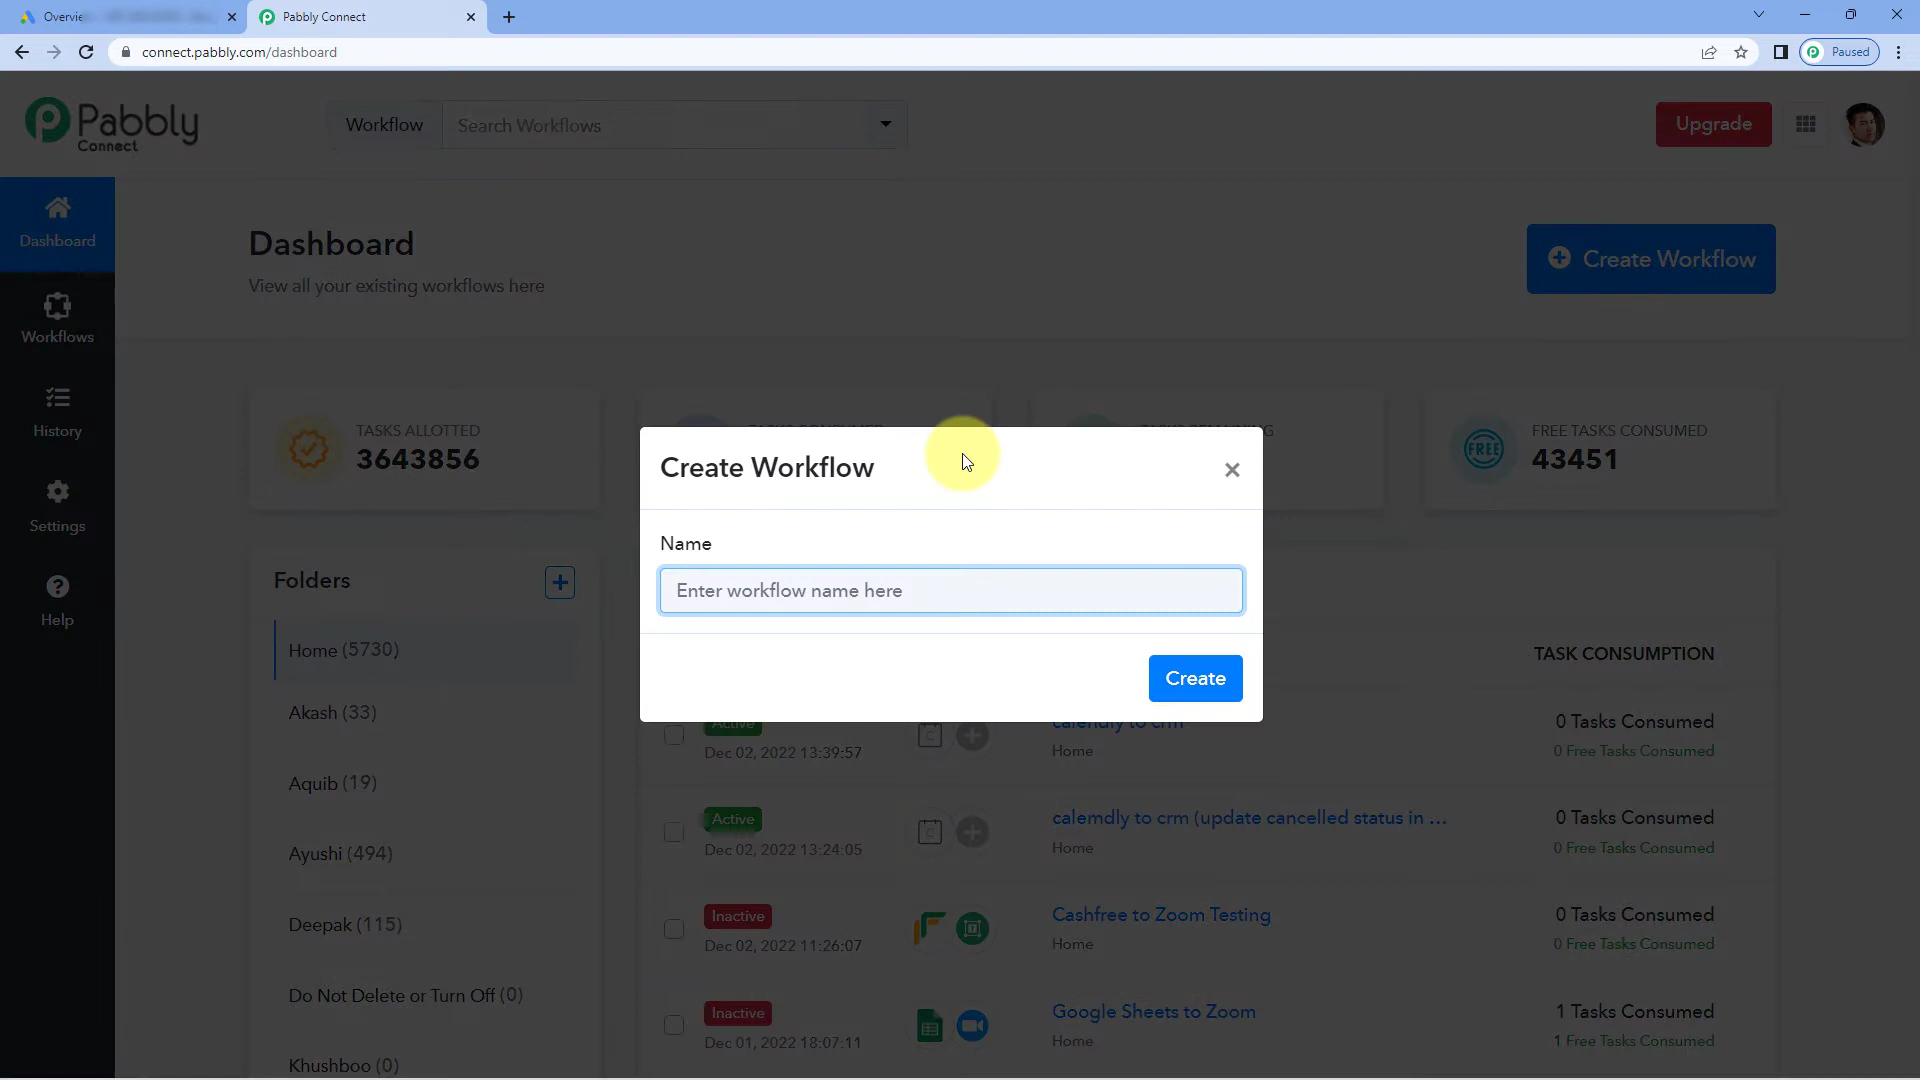 Overvie
Pabbly Connect
connect.pabbly.com/dashboard
Paused
Pabbly
Connect
Workflow
Search Workflows
Upgrade
Dashboard
Workflows
History
Settings
Help
Dashboard
View all your existing workflows here
Create Workflow
TASKS ALLOTTED
3643856
FREE
FREE TASKS CONSUMED
43451
Create Workflow
Name
Enter workflow name here
Create
Folders
Home (5730)
Akash (33)
Aquib (19)
Ayushi (494)
Deepak (115)
Do Not Delete or Turn Off (0)
Khushboo (0)
TASK CONSUMPTION
Active
Dec 02, 2022 13:39:57
calendly to crm
Home
0 Tasks Consumed
0 Free Tasks Consumed
Active
Dec 02, 2022 13:24:05
calemdly to crm (update cancelled status in ...
Home
0 Tasks Consumed
0 Free Tasks Consumed
Inactive
Dec 02, 2022 11:26:07
Cashfree to Zoom Testing
Home
0 Tasks Consumed
0 Free Tasks Consumed
Inactive
Dec 01, 2022 18:07:11
Google Sheets to Zoom
Home
1 Tasks Consumed
1 Free Tasks Consumed